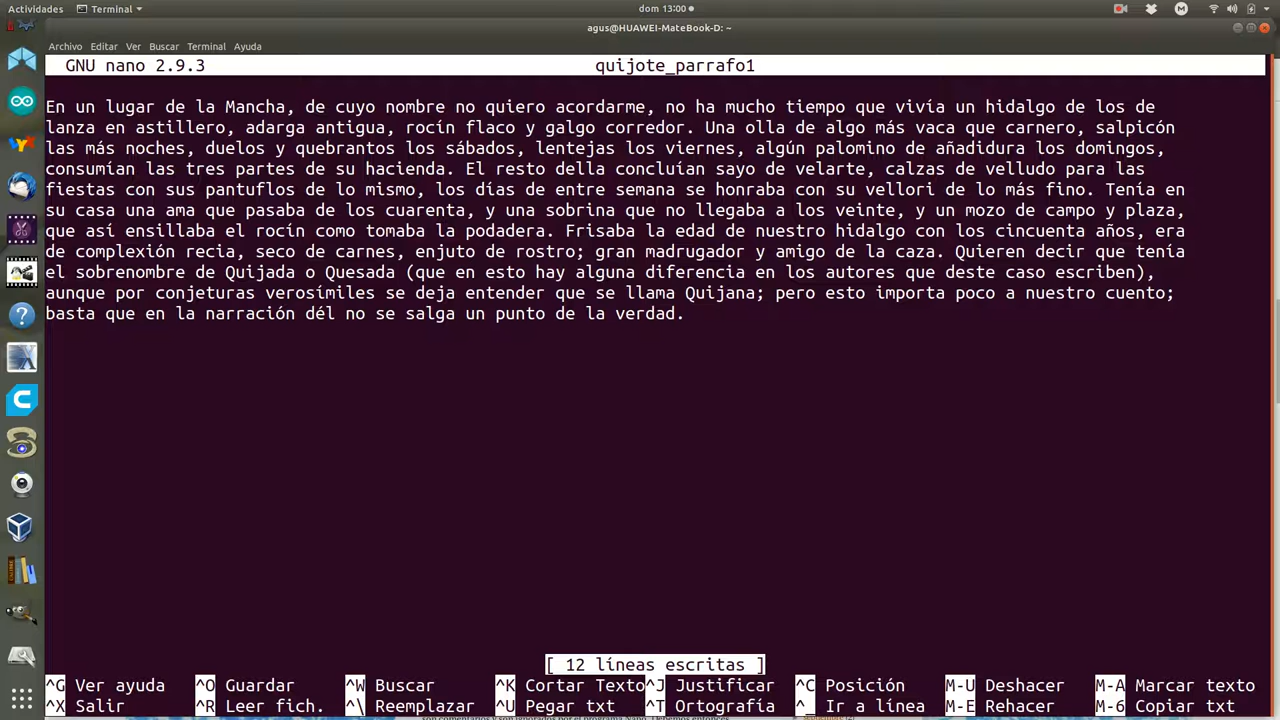 Actividades Terminal dom 13:00
agus@HUAWEI-MateBook-D: ~
Archivo Editar Ver Buscar Terminal Ayuda
GNU nano 2.9.3 quijote_parrafo1
En un lugar de la Mancha, de cuyo nombre no quiero acordarme, no ha mucho tiempo que vivía un hidalgo de los de
lanza en astillero, adarga antigua, rocín flaco y galgo corredor. Una olla de algo más vaca que carnero, salpicón
las más noches, duelos y quebrantos los sábados, lentejas los viernes, algún palomino de añadidura los domingos,
consumían las tres partes de su hacienda. El resto della concluían sayo de velarte, calzas de velludo para las
fiestas con sus pantuflos de lo mismo, los días de entre semana se honraba con su vellori de lo más fino. Tenía en
su casa una ama que pasaba de los cuarenta, y una sobrina que no llegaba a los veinte, y un mozo de campo y plaza,
que así ensillaba el rocín como tomaba la podadera. Frisaba la edad de nuestro hidalgo con los cincuenta años, era
de complexión recia, seco de carnes, enjuto de rostro; gran madrugador y amigo de la caza. Quieren decir que tenía
el sobrenombre de Quijada o Quesada (que en esto hay alguna diferencia en los autores que deste caso escriben),
aunque por conjeturas verosímiles se deja entender que se llama Quijana; pero esto importa poco a nuestro cuento;
basta que en la narración dél no se salga un punto de la verdad.
[ 12 líneas escritas ]
^G Ver ayuda ^O Guardar ^W Buscar ^K Cortar Texto ^J Justificar ^C Posición M-U Deshacer M-A Marcar texto
^X Salir ^R Leer fich. ^\ Reemplazar ^U Pegar txt ^T Ortografía ^_ Ir a línea M-E Rehacer M-6 Copiar txt